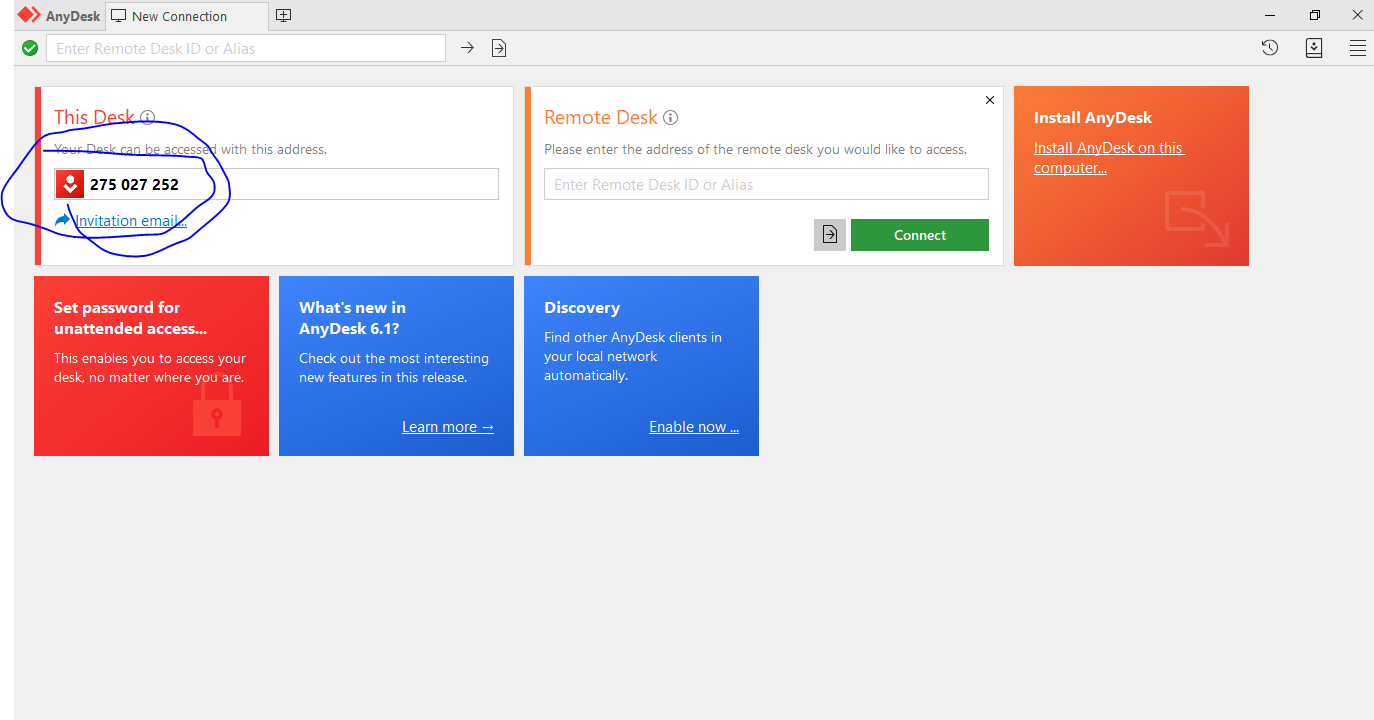 AnyDesk
New Connection
Enter Remote Desk ID or Alias
This Desk
Your Desk can be accessed with this address.
275 027 252
Invitation email...
Remote Desk
Please enter the address of the remote desk you would like to access.
Enter Remote Desk ID or Alias
Connect
Install AnyDesk
Install AnyDesk on this
computer...
Set password for
unattended access...
This enables you to access your
desk, no matter where you are.
What's new in
AnyDesk 6.1?
Check out the most interesting
new features in this release.
Learn more →
Discovery
Find other AnyDesk clients in
your local network
automatically.
Enable now ...